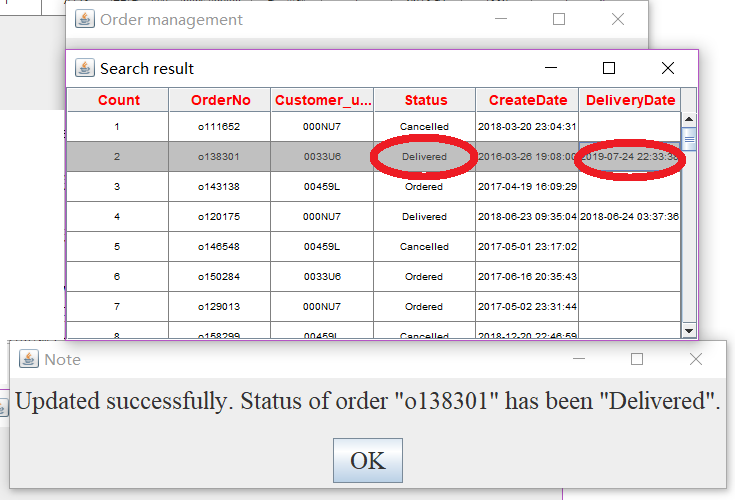 Order management
Search result
Count OrderNo Customer_u... Status CreateDate DeliveryDate
1 o111652 000NU7 Cancelled 2018-03-20 23:04:31
2 o138301 0033U6 Delivered 2016-03-26 19:08:00 2019-07-24 22:33:38
3 o143138 00459L Ordered 2017-04-19 16:09:29
4 o120175 000NU7 Delivered 2018-06-23 09:35:04 2018-06-24 03:37:36
5 o146548 00459L Cancelled 2017-05-01 23:17:02
6 o150284 0033U6 Ordered 2017-06-16 20:35:43
7 o129013 000NU7 Ordered 2017-05-02 23:31:44
8 o158299 00459L Cancelled 2018-12-20 22:46:59
Note
Updated successfully. Status of order "o138301" has been "Delivered".
OK